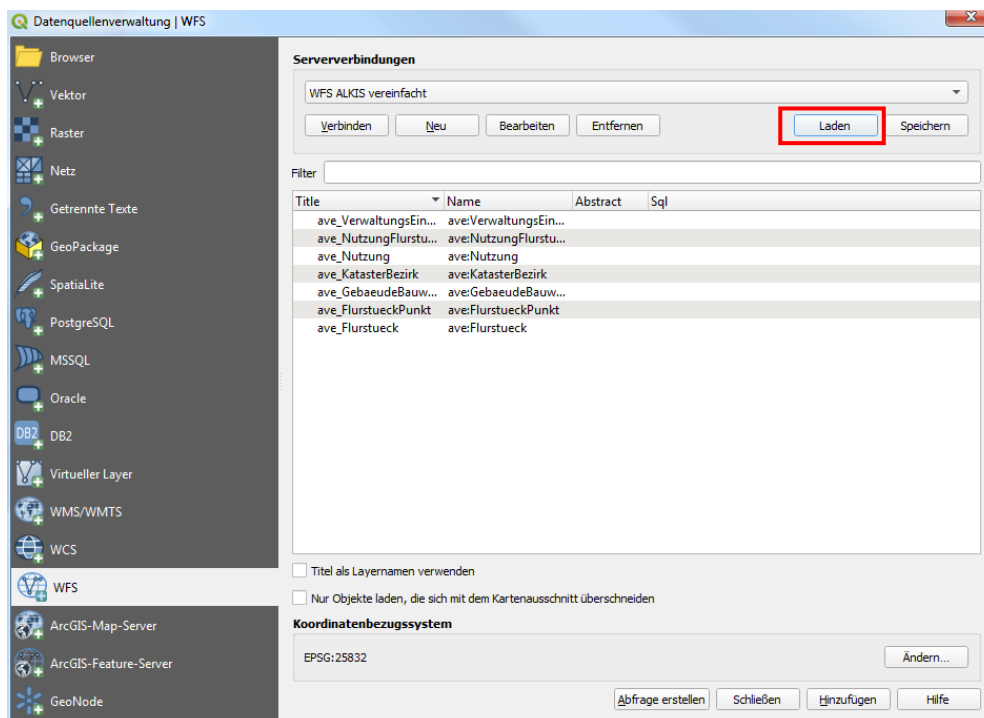 Datenquellenverwaltung | WFS
Browser
Vektor
Raster
Netz
Getrennte Texte
GeoPackage
SpatiaLite
PostgreSQL
MSSQL
Oracle
DB2 DB2
Virtueller Layer
WMS/WMTS
WCS
WFS
ArcGIS-Map-Server
ArcGIS-Feature-Server
GeoNode
Serververbindungen
WFS ALKIS vereinfacht
Verbinden Neu Bearbeiten Entfernen Laden Speichern
Filter
Title Name Abstract Sql
ave_VerwaltungsEin... ave:VerwaltungsEin...
ave_NutzungFlurstu... ave:NutzungFlurstu...
ave_Nutzung ave:Nutzung
ave_KatasterBezirk ave:KatasterBezirk
ave_GebaeudeBauw... ave:GebaeudeBauw...
ave_FlurstueckPunkt ave:FlurstueckPunkt
ave_Flurstueck ave:Flurstueck
Titel als Layernamen verwenden
Nur Objekte laden, die sich mit dem Kartenausschnitt überschneiden
Koordinatenbezugssystem
EPSG:25832 Ändern...
Abfrage erstellen Schließen Hinzufügen Hilfe